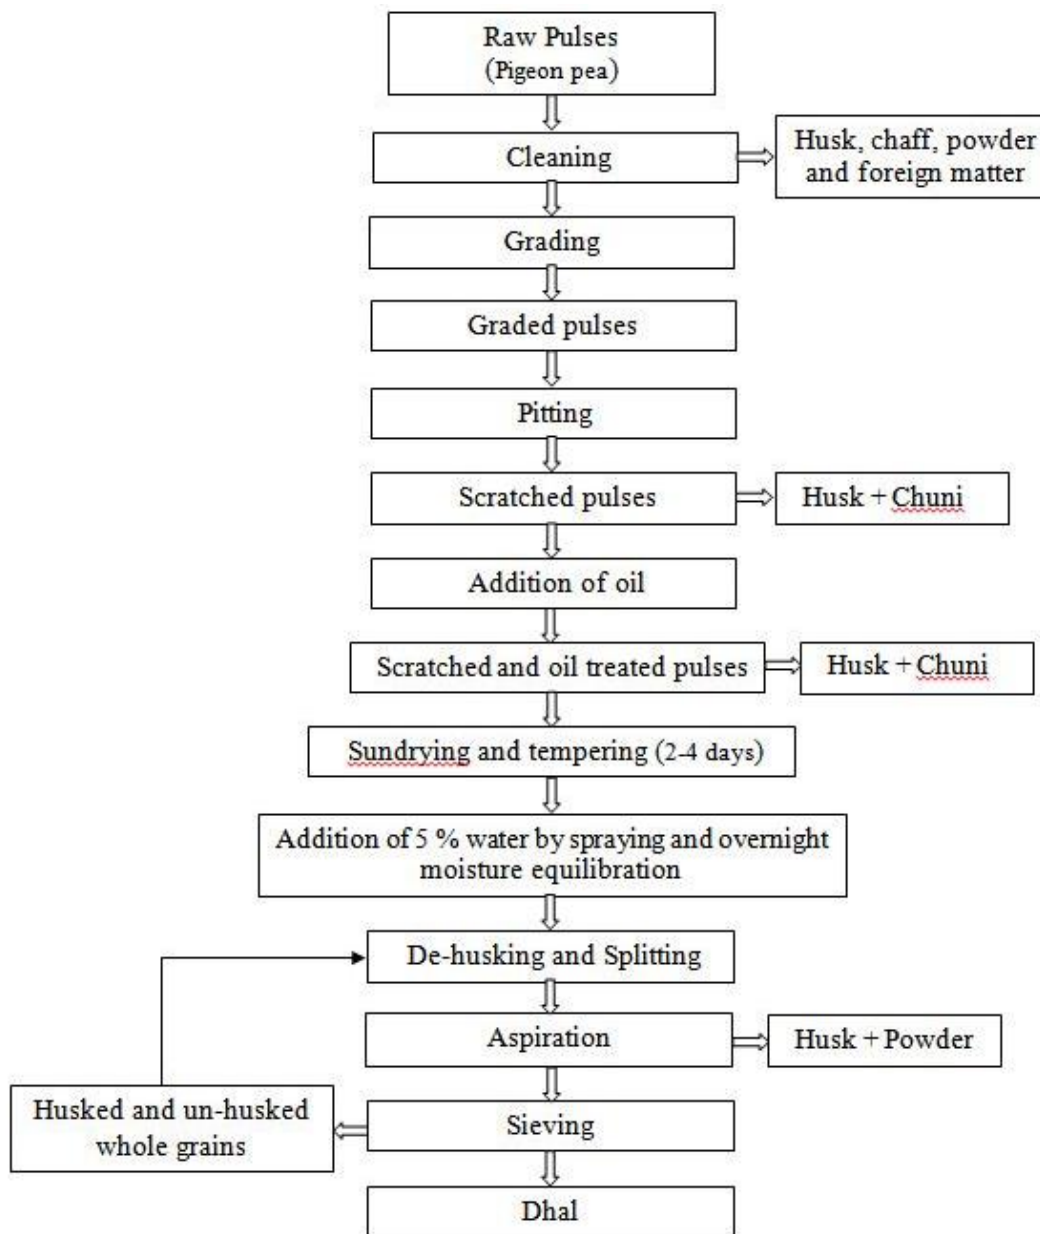 Raw Pulses
(Pigeon pea)
Cleaning
Husk, chaff, powder
and foreign matter
Grading
Graded pulses
Pitting
Scratched pulses
Husk + Chuni
Addition of oil
Scratched and oil treated pulses
Husk + Chuni
Sundrying and tempering (2-4 days)
Addition of 5 % water by spraying and overnight
moisture equilibration
De-husking and Splitting
Aspiration
Husk + Powder
Husked and un-husked
whole grains
Sieving
Dhal